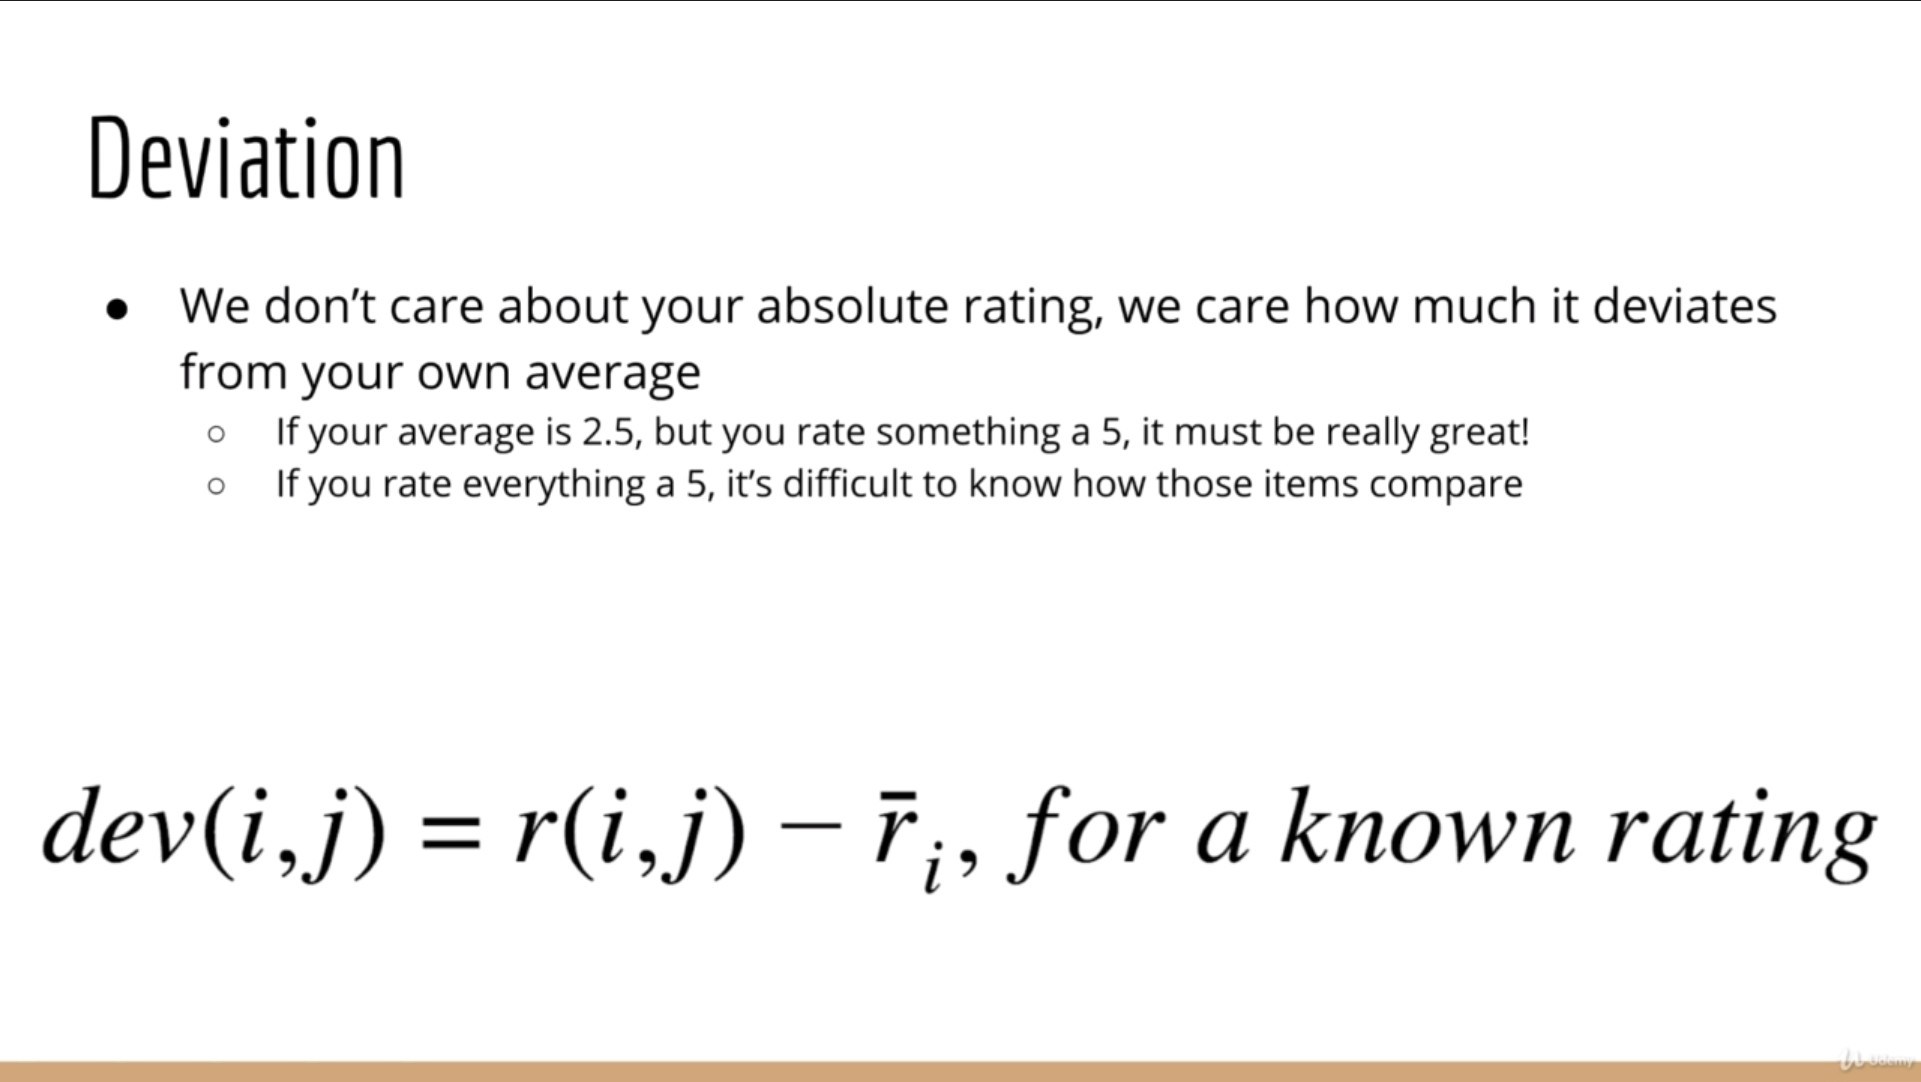 Deviation
● We don’t care about your absolute rating, we care how much it deviates
from your own average
○ If your average is 2.5, but you rate something a 5, it must be really great!
○ If you rate everything a 5, it’s difficult to know how those items compare
dev(i,j) = r(i,j) − r̄ᵢ, for a known rating
Udemy